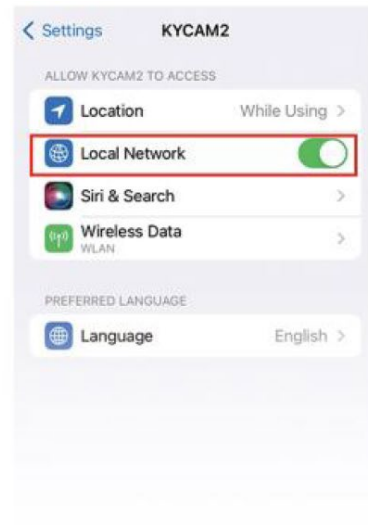 Settings KYCAM2
ALLOW KYCAM2 TO ACCESS
Location While Using
Local Network
Siri & Search
Wireless Data
WLAN
PREFERRED LANGUAGE
Language English